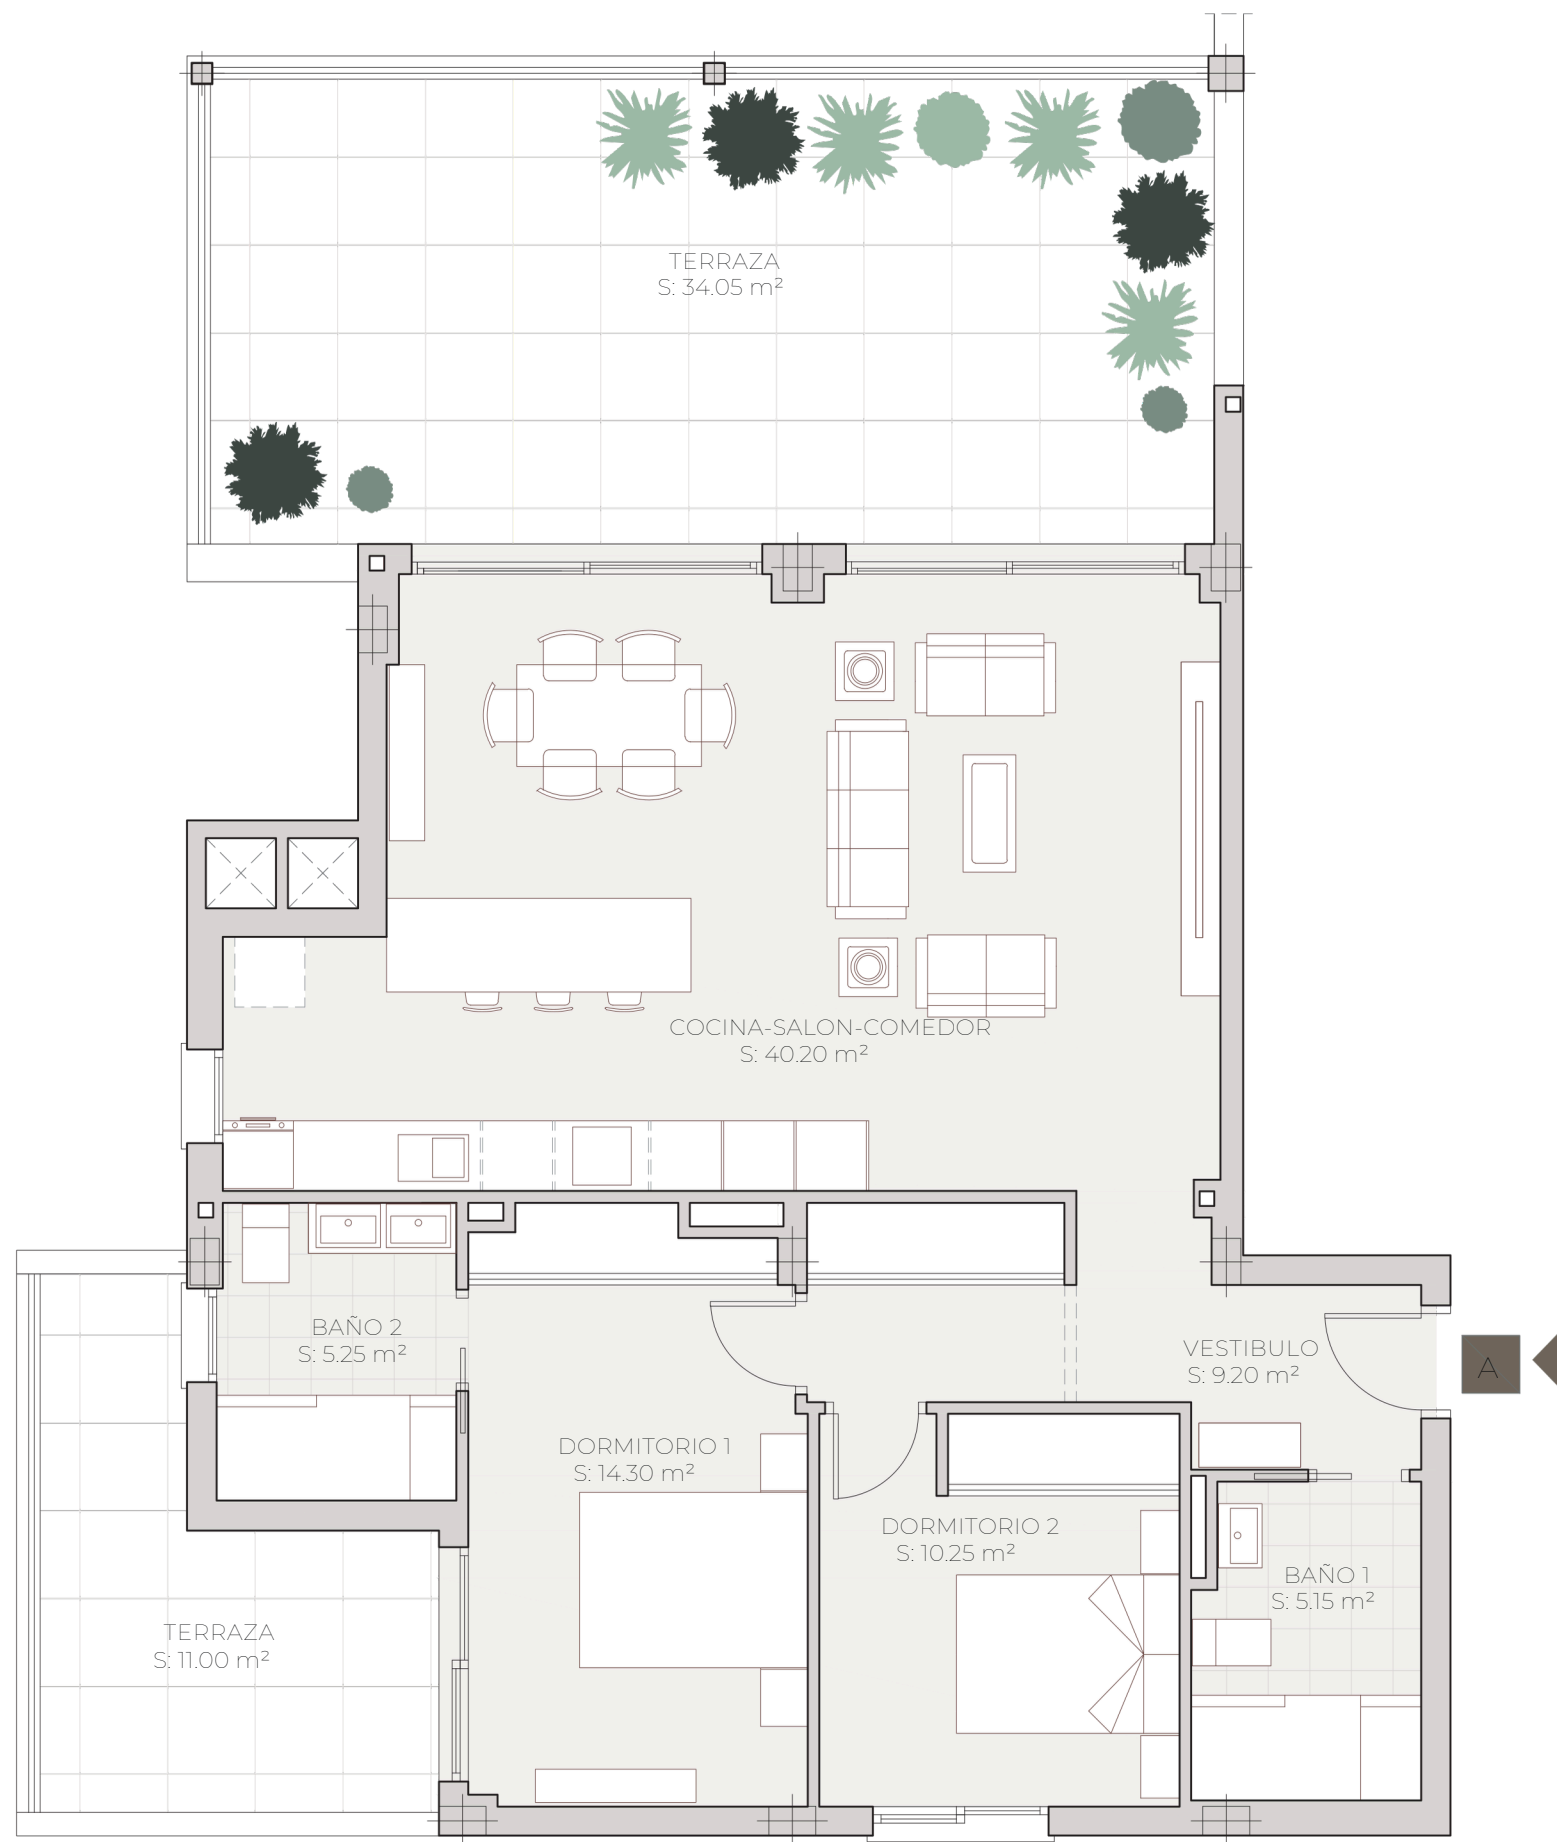 TERRAZA
S: 34.05 m²
COCINA-SALON-COMEDOR
S: 40.20 m²
BAÑO 2
S: 5.25 m²
VESTIBULO
S: 9.20 m²
A
DORMITORIO 1
S: 14.30 m²
DORMITORIO 2
S: 10.25 m²
BAÑO 1
S: 5.15 m²
TERRAZA
S: 11.00 m²